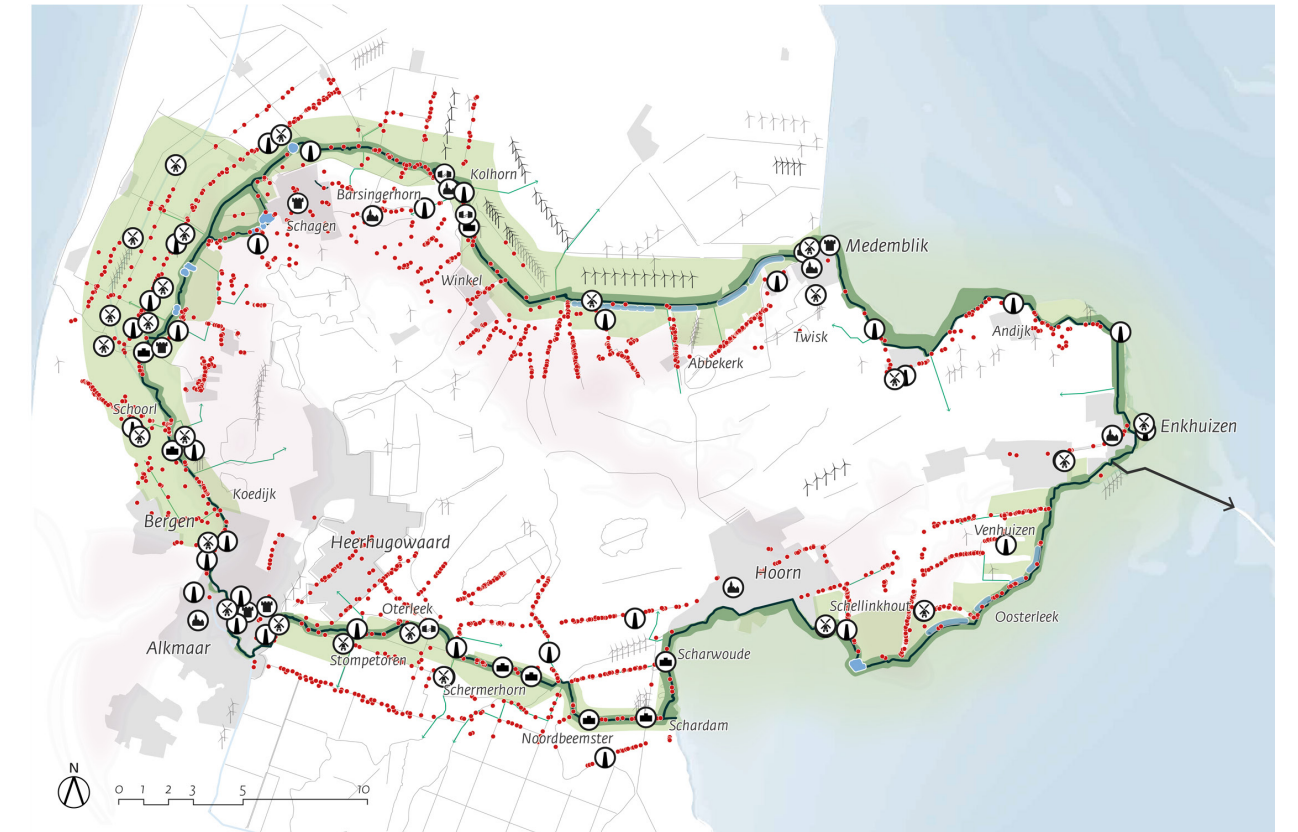 Kolhorn
Barsingerhorn
Schagen
Medemblik
Winkel
Andijk
Twisk
Abbekerk
Schoorl
Enkhuizen
Koedijk
Bergen
Venhuizen
Heerhugowaard
Hoorn
Oterleek
Schellinkhout
Oosterleek
Alkmaar
Scharwoude
Stompetoren
Schermerhorn
Schardam
Noordbeemster
N
0 1 2 3 5 10